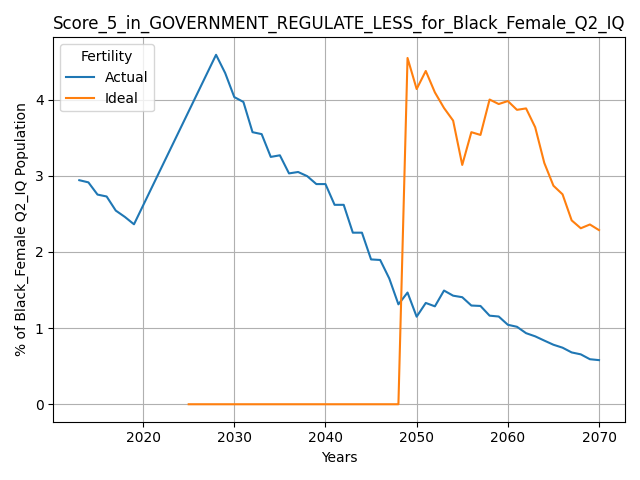 Score_5_in_GOVERNMENT_REGULATE_LESS_for_Black_Female_Q2_IQ
Fertility
Actual
Ideal
% of Black_Female Q2_IQ Population
4
3
2
1
0
2020 2030 2040 2050 2060 2070
Years